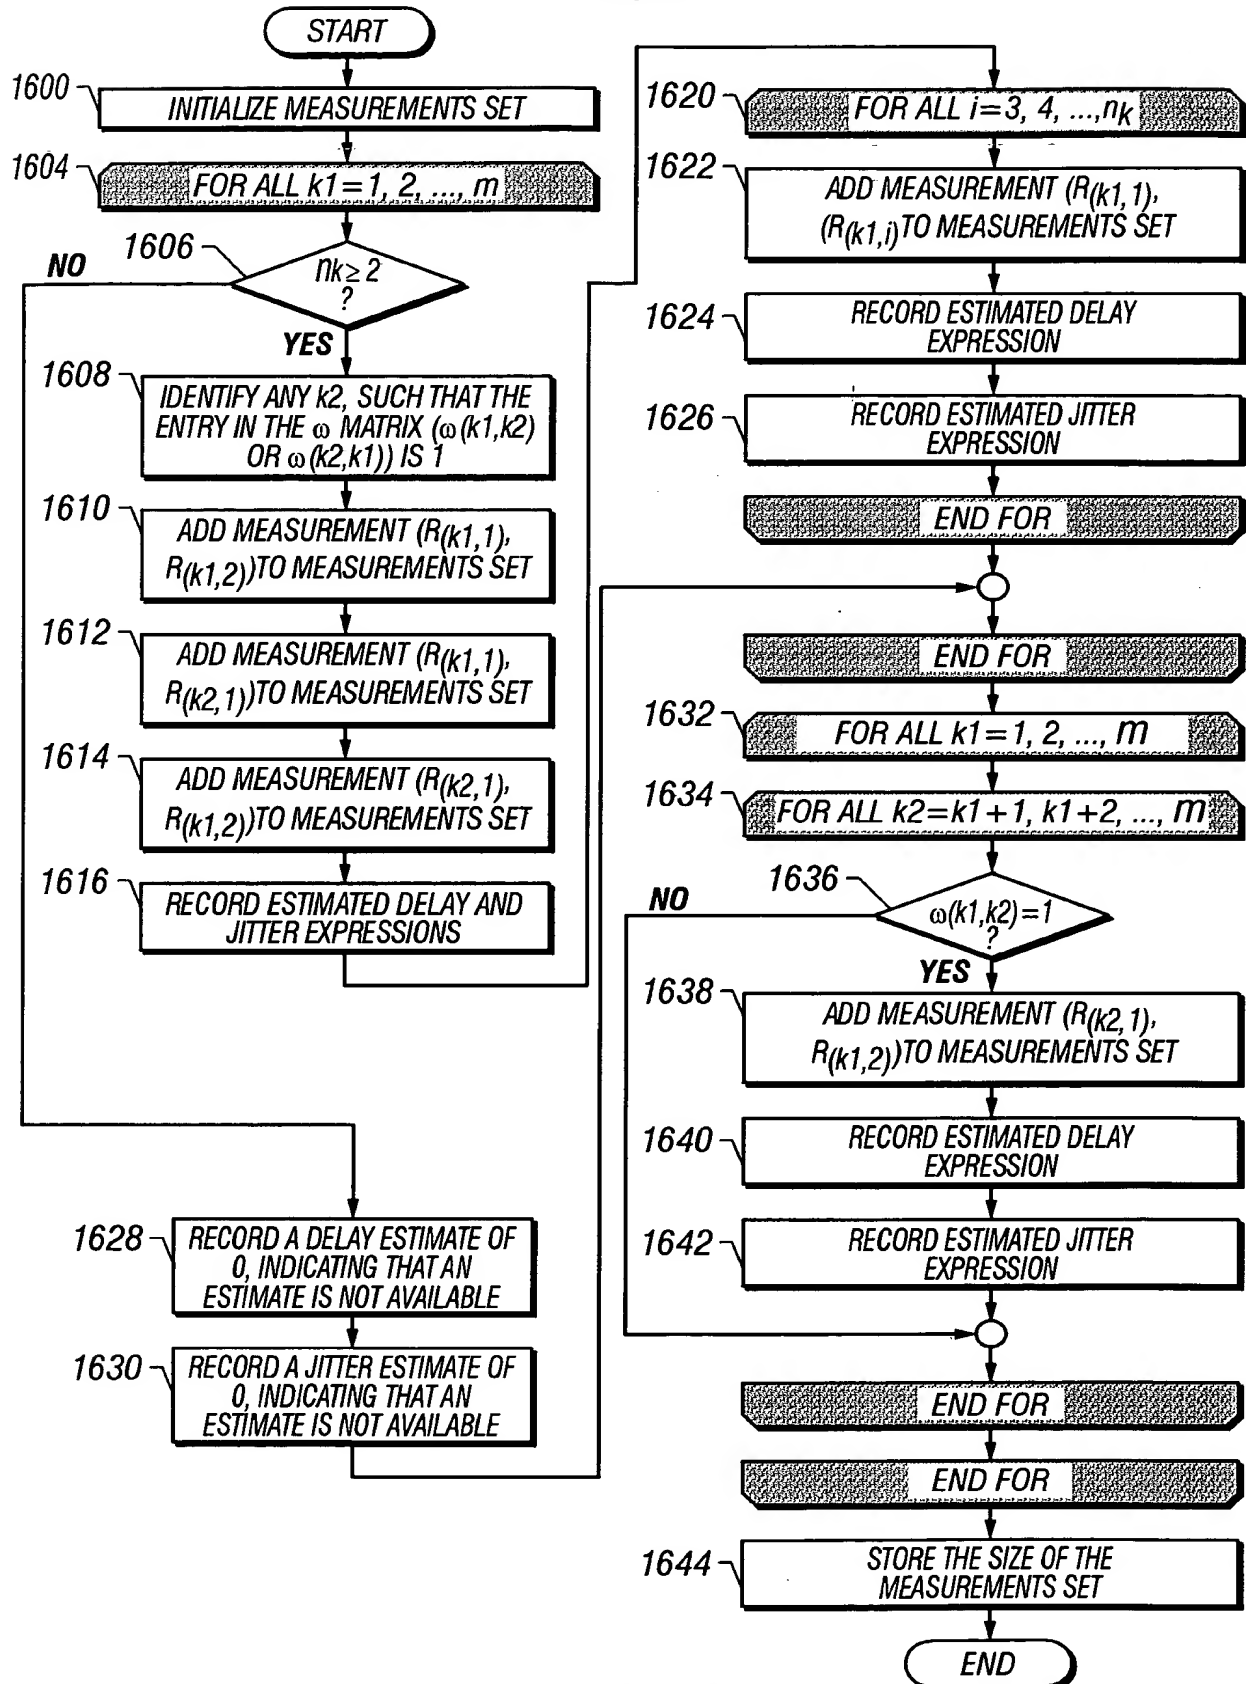 START
1600
INITIALIZE MEASUREMENTS SET
1604
FOR ALL k1=1, 2, ..., m
1606
nk≥2
?
NO
YES
1608
IDENTIFY ANY k2, SUCH THAT THE
ENTRY IN THE ω MATRIX (ω(k1,k2)
OR ω(k2,k1)) IS 1
1610
ADD MEASUREMENT (R(k1,1),
R(k1,2)) TO MEASUREMENTS SET
1612
ADD MEASUREMENT (R(k1,1),
R(k2,1)) TO MEASUREMENTS SET
1614
ADD MEASUREMENT (R(k2,1),
R(k1,2)) TO MEASUREMENTS SET
1616
RECORD ESTIMATED DELAY AND
JITTER EXPRESSIONS
1628
RECORD A DELAY ESTIMATE OF
0, INDICATING THAT AN
ESTIMATE IS NOT AVAILABLE
1630
RECORD A JITTER ESTIMATE OF
0, INDICATING THAT AN
ESTIMATE IS NOT AVAILABLE
1620
FOR ALL i=3, 4, ...,nk
1622
ADD MEASUREMENT (R(k1,1),
(R(k1,i) TO MEASUREMENTS SET
1624
RECORD ESTIMATED DELAY
EXPRESSION
1626
RECORD ESTIMATED JITTER
EXPRESSION
END FOR
END FOR
1632
FOR ALL k1=1, 2, ..., m
1634
FOR ALL k2=k1+1, k1+2, ..., m
1636
ω(k1,k2)=1
?
NO
YES
1638
ADD MEASUREMENT (R(k2,1),
R(k1,2)) TO MEASUREMENTS SET
1640
RECORD ESTIMATED DELAY
EXPRESSION
1642
RECORD ESTIMATED JITTER
EXPRESSION
END FOR
END FOR
1644
STORE THE SIZE OF THE
MEASUREMENTS SET
END